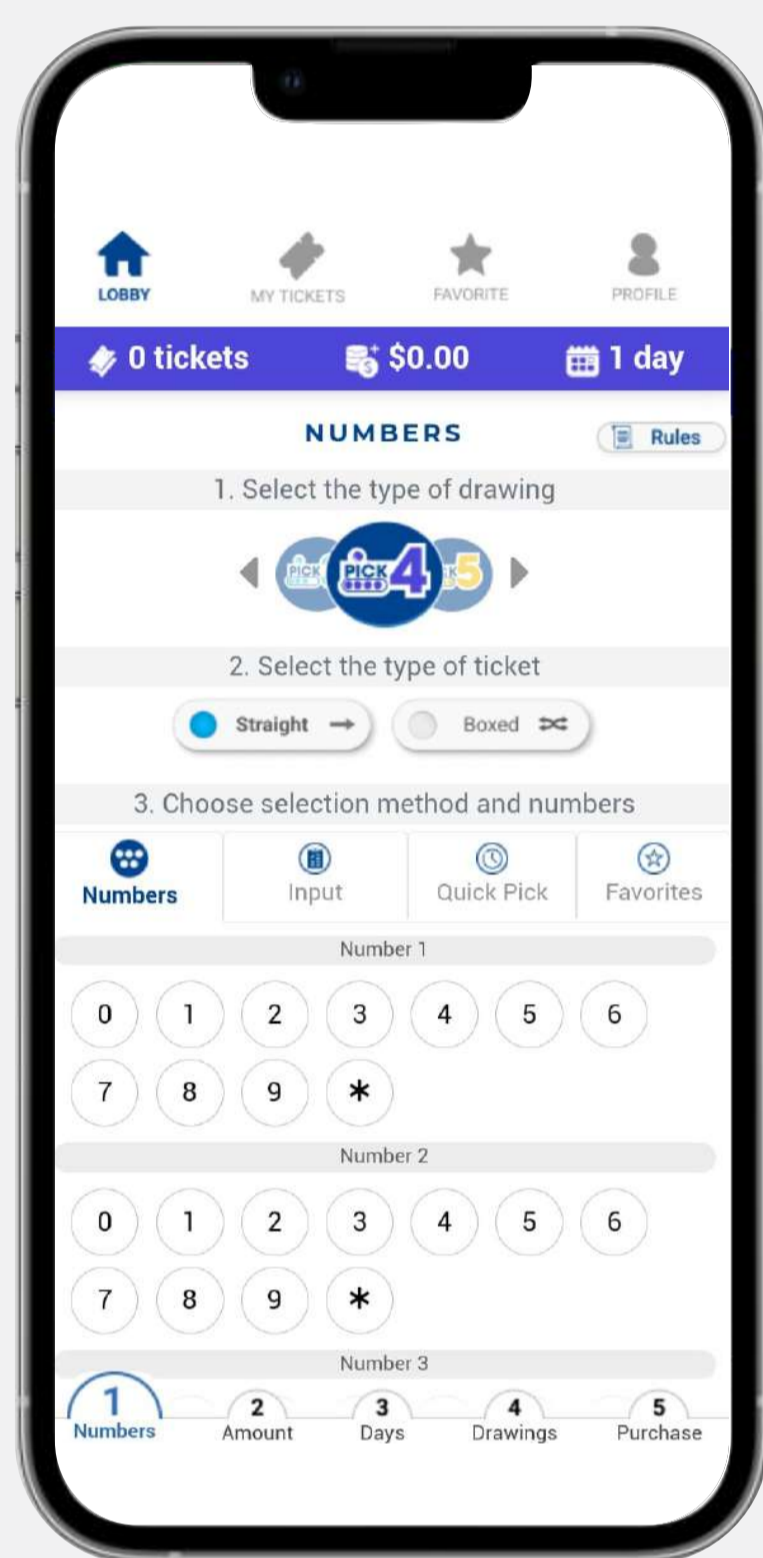 LOBBY MY TICKETS FAVORITE PROFILE
0 tickets $0.00 1 day
NUMBERS Rules
1. Select the type of drawing
PICK PICK 4 K 5
2. Select the type of ticket
Straight Boxed
3. Choose selection method and numbers
Numbers Input Quick Pick Favorites
Number 1
0 1 2 3 4 5 6
7 8 9 *
Number 2
0 1 2 3 4 5 6
7 8 9 *
Number 3
1 2 3 4 5
Numbers Amount Days Drawings Purchase